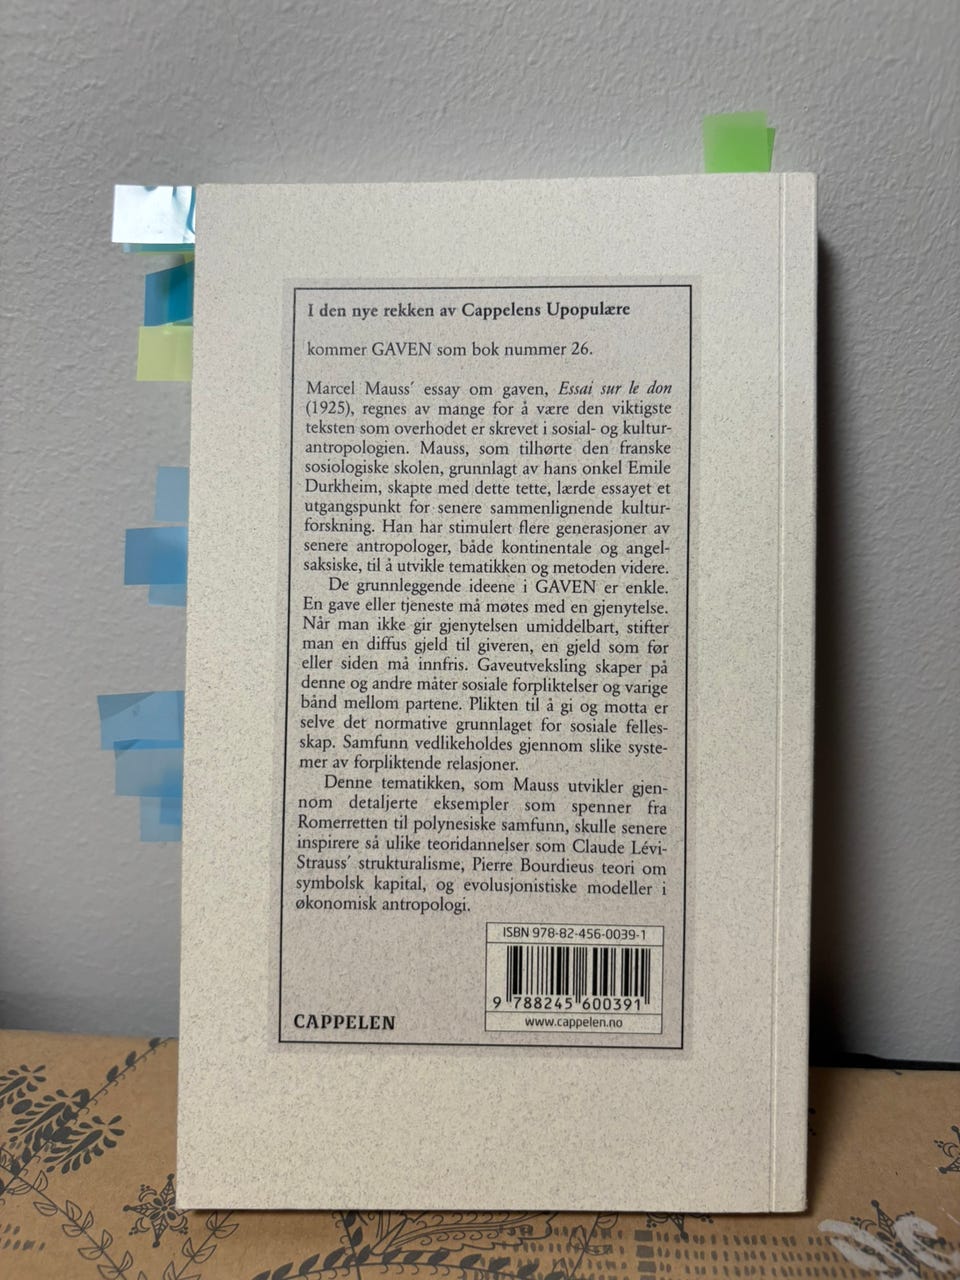 I den nye rekken av Cappelens Upopulære
kommer GAVEN som bok nummer 26.
Marcel Mauss´ essay om gaven, Essai sur le don
(1925), regnes av mange for å være den viktigste
teksten som overhodet er skrevet i sosial- og kultur-
antropologien. Mauss, som tilhørte den franske
sosiologiske skolen, grunnlagt av hans onkel Emile
Durkheim, skapte med dette tette, lærde essayet et
utgangspunkt for senere sammenlignende kultur-
forskning. Han har stimulert flere generasjoner av
senere antropologer, både kontinentale og angel-
saksiske, til å utvikle tematikken og metoden videre.
De grunnleggende ideene i GAVEN er enkle.
En gave eller tjeneste må møtes med en gjenytelse.
Når man ikke gir gjenytelsen umiddelbart, stifter
man en diffus gjeld til giveren, en gjeld som før
eller siden må innfris. Gaveutveksling skaper på
denne og andre måter sosiale forpliktelser og varige
bånd mellom partene. Plikten til å gi og motta er
selve det normative grunnlaget for sosiale felles-
skap. Samfunn vedlikeholdes gjennom slike syste-
mer av forpliktende relasjoner.
Denne tematikken, som Mauss utvikler gjen-
nom detaljerte eksempler som spenner fra
Romerretten til polynesiske samfunn, skulle senere
inspirere så ulike teoridannelser som Claude Lévi-
Strauss´ strukturalisme, Pierre Bourdieus teori om
symbolsk kapital, og evolusjonistiske modeller i
økonomisk antropologi.
ISBN 978-82-456-0039-1
9 788245 600391
www.cappelen.no
CAPPELEN